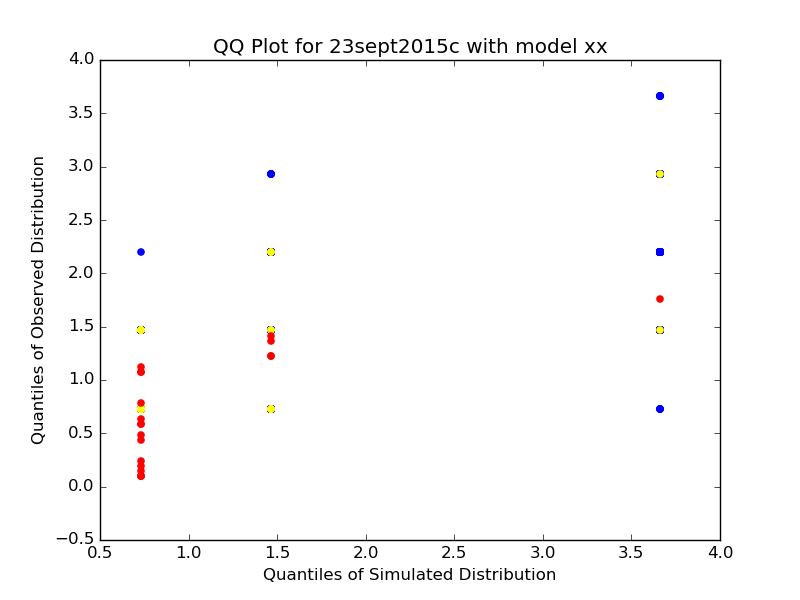 QQ Plot for 23sept2015c with model xx
4.0
3.5
3.0
2.5
2.0
1.5
1.0
0.5
0.0
−0.5
Quantiles of Observed Distribution
0.5 1.0 1.5 2.0 2.5 3.0 3.5 4.0
Quantiles of Simulated Distribution